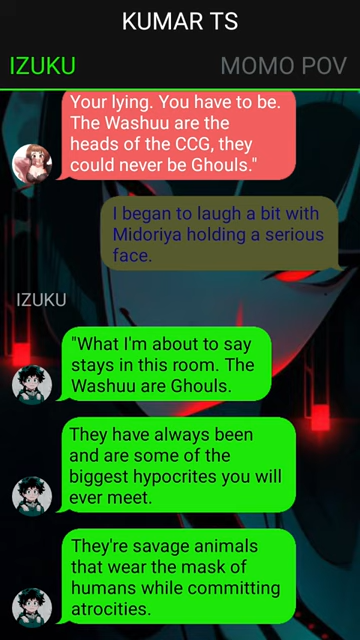 KUMAR TS
IZUKU
MOMO POV
Your lying. You have to be.
The Washuu are the
heads of the CCG, they
could never be Ghouls."
I began to laugh a bit with
Midoriya holding a serious
face.
IZUKU
"What I'm about to say
stays in this room. The
Washuu are Ghouls.
They have always been
and are some of the
biggest hypocrites you will
ever meet.
They're savage animals
that wear the mask of
humans while committing
atrocities.